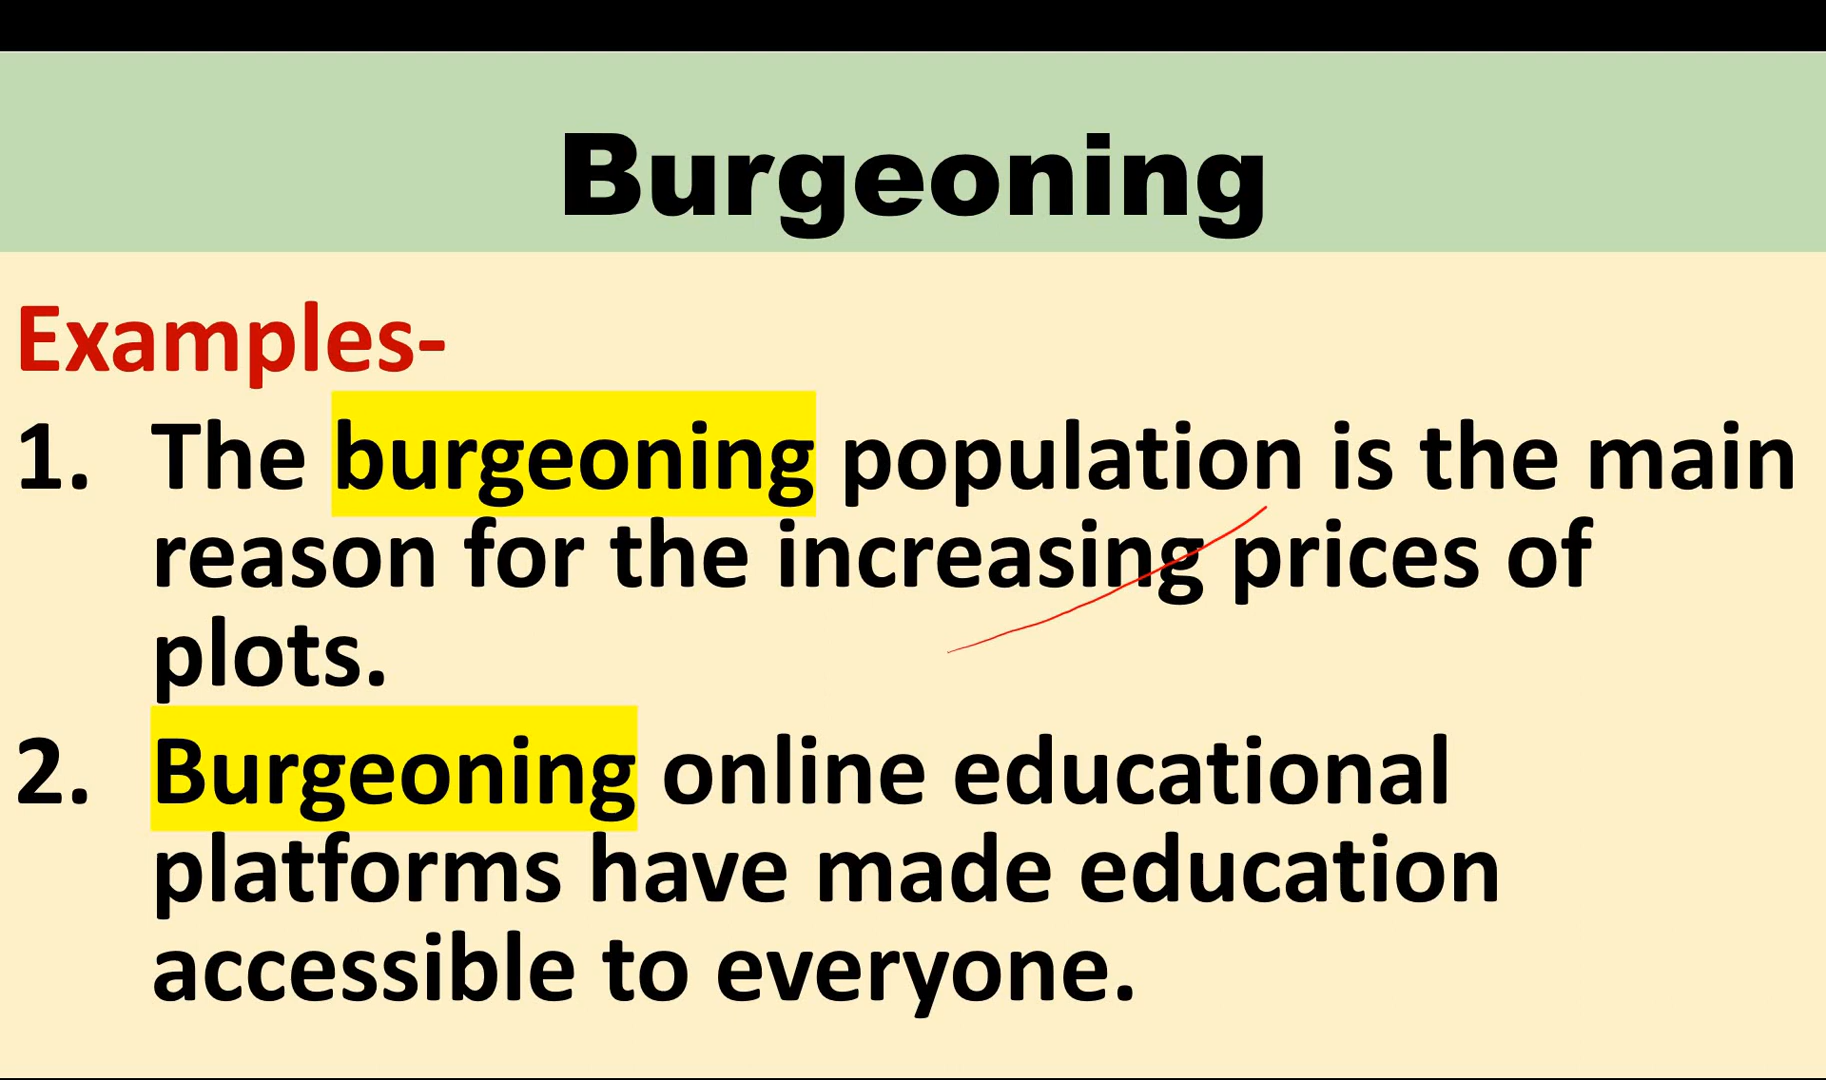 Burgeoning
Examples-
1. The burgeoning population is the main
reason for the increasing prices of
plots.
2. Burgeoning online educational
platforms have made education
accessible to everyone.